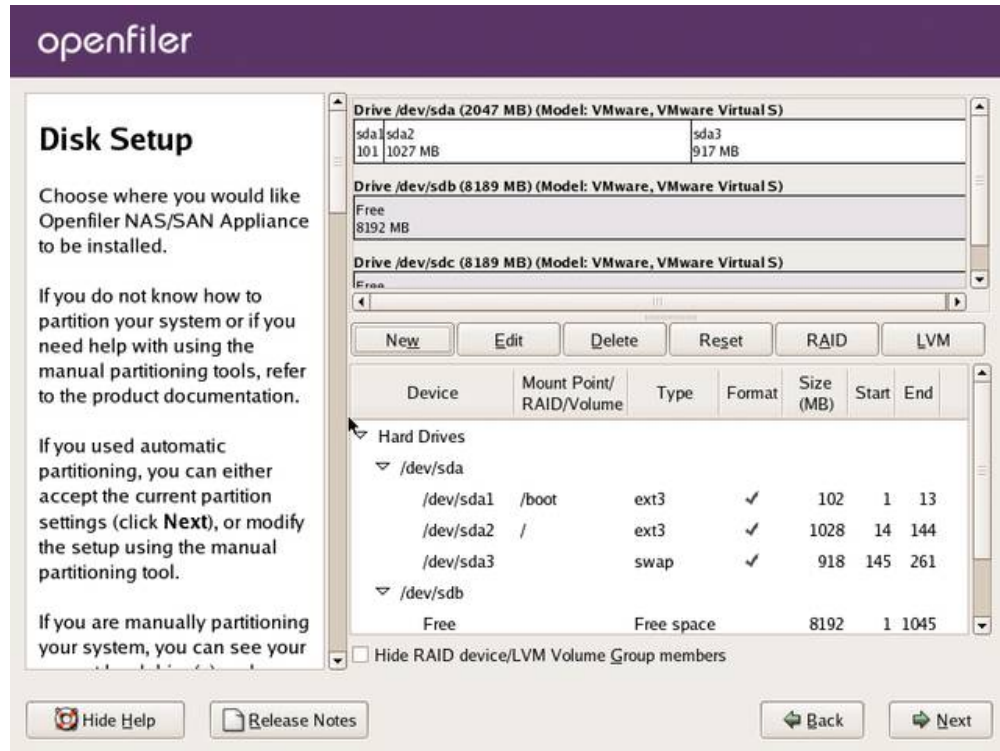 openfiler
Disk Setup
Choose where you would like
Openfiler NAS/SAN Appliance
to be installed.
If you do not know how to
partition your system or if you
need help with using the
manual partitioning tools, refer
to the product documentation.
If you used automatic
partitioning, you can either
accept the current partition
settings (click Next), or modify
the setup using the manual
partitioning tool.
If you are manually partitioning
your system, you can see your
Drive /dev/sda (2047 MB) (Model: VMware, VMware Virtual S)
sda1 sda2 sda3
101 1027 MB 917 MB
Drive /dev/sdb (8189 MB) (Model: VMware, VMware Virtual S)
Free
8192 MB
Drive /dev/sdc (8189 MB) (Model: VMware, VMware Virtual S)
Free
New Edit Delete Reset RAID LVM
Device Mount Point/ RAID/Volume Type Format Size (MB) Start End
Hard Drives
/dev/sda
/dev/sda1 /boot ext3 ✓ 102 1 13
/dev/sda2 / ext3 ✓ 1028 14 144
/dev/sda3 swap ✓ 918 145 261
/dev/sdb
Free Free space 8192 1 1045
Hide RAID device/LVM Volume Group members
Hide Help Release Notes Back Next